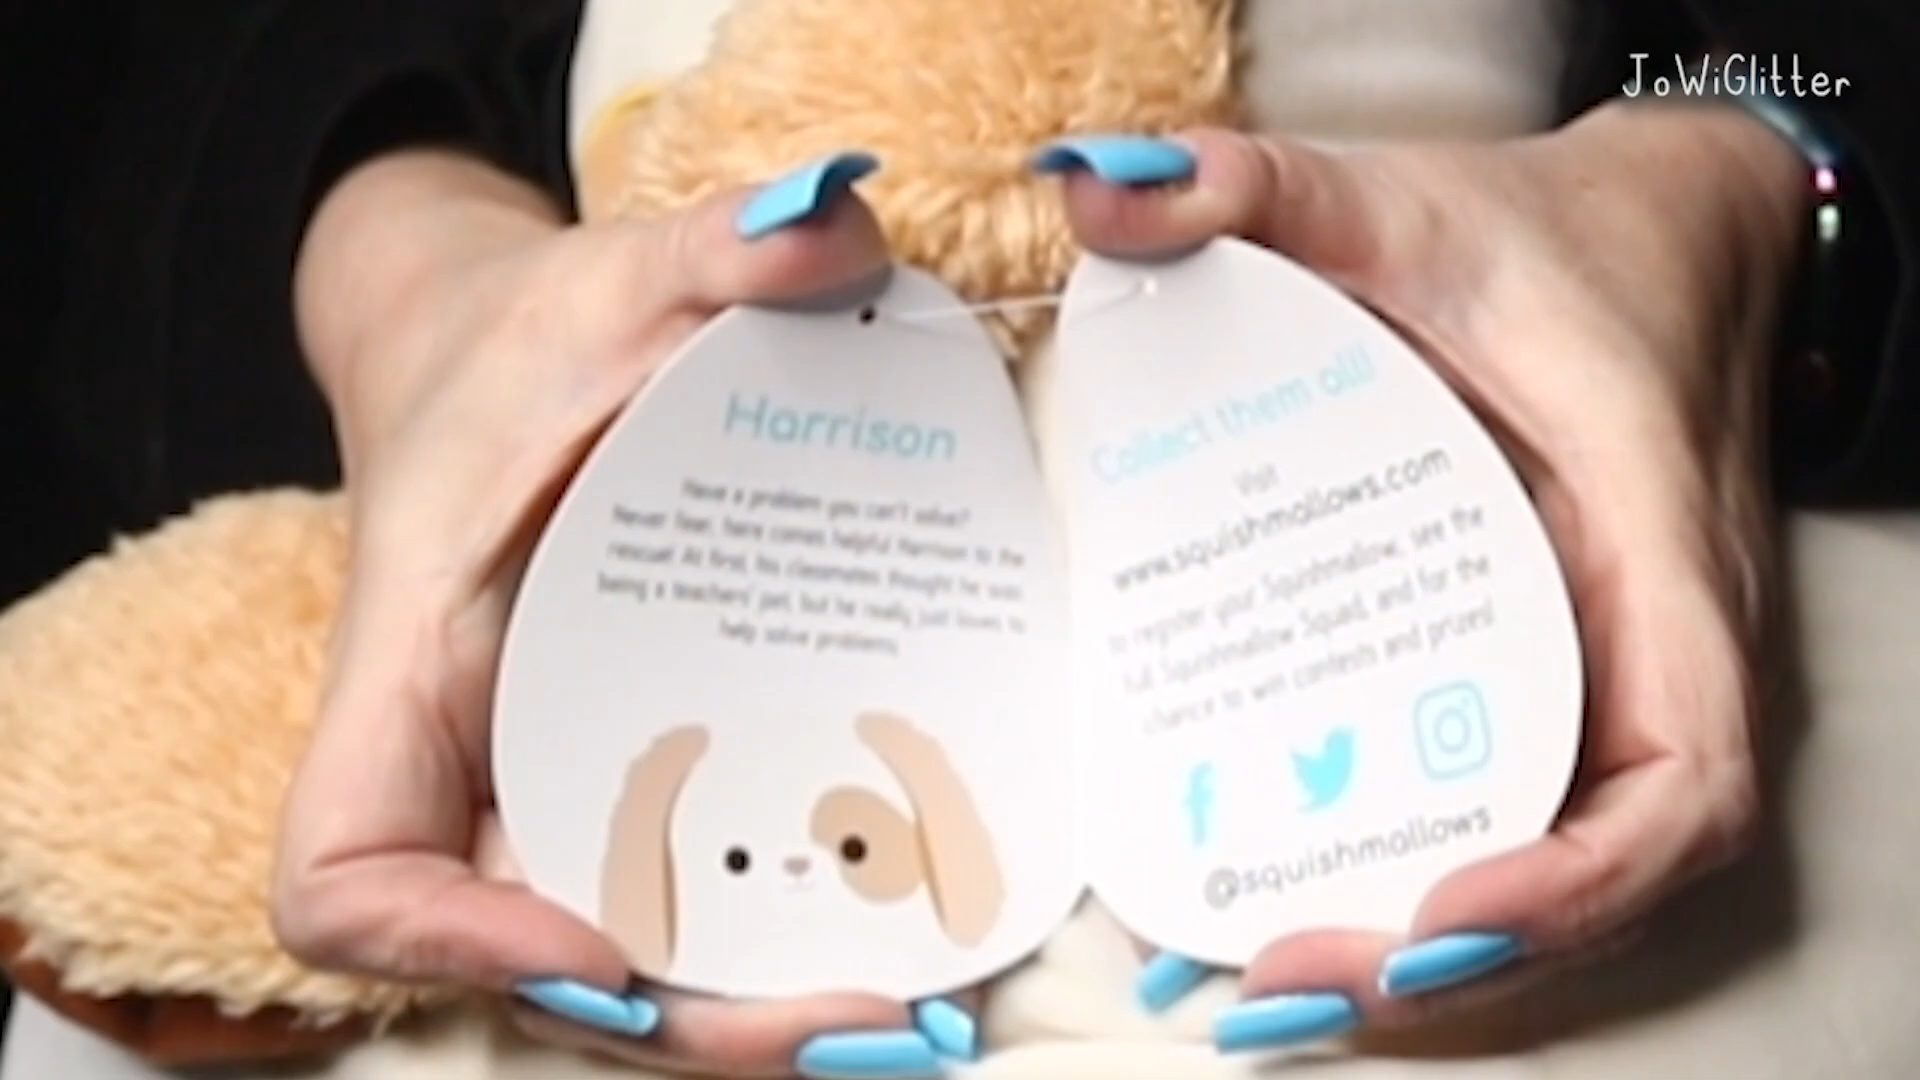 JoWiGlitter
Harrison
Have a problem you can't solve?
Never fear, here comes helpful Harrison to the
rescue! At first, his classmates thought he was
being a teachers' pet, but he really just loves to
help solve problems.
Collect them all!
Visit
www.squishmallows.com
to register your Squishmallow, see the
full Squishmallow Squad, and for the
chance to win contests and prizes!
@squishmallows